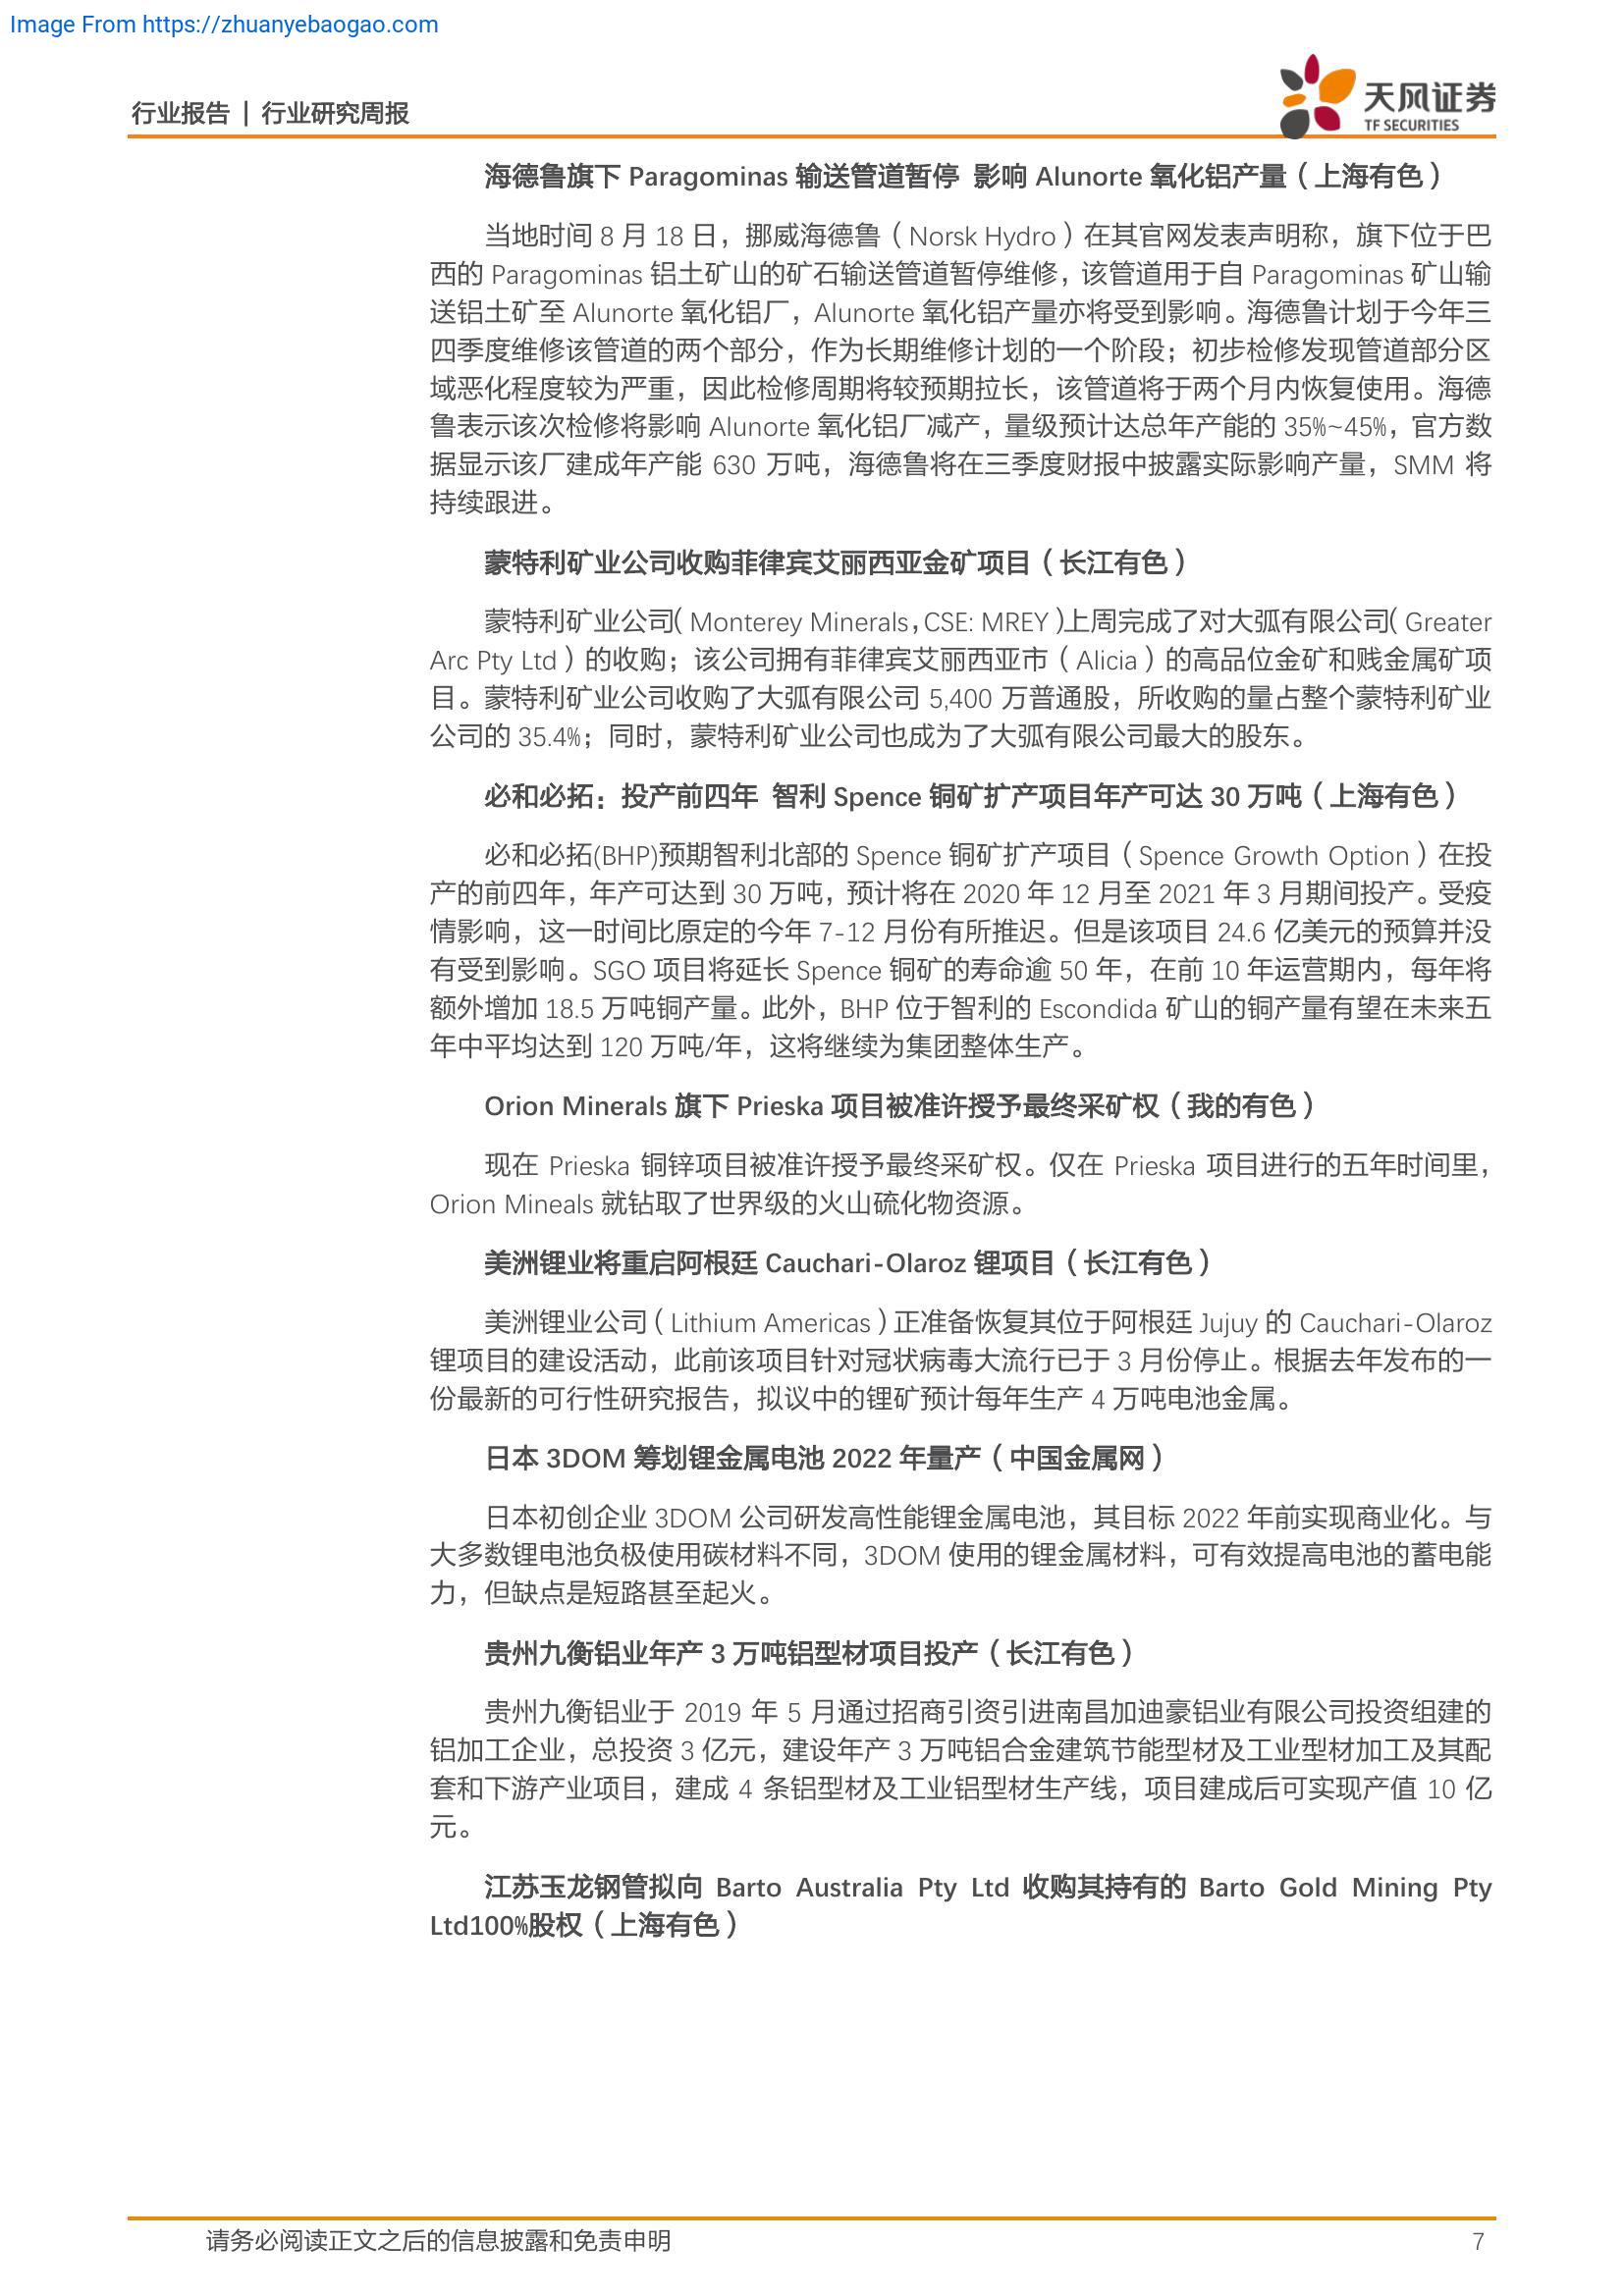 Image From https://zhuanyebaogao.com
行业报告 | 行业研究周报
天风证券
TF SECURITIES
海德鲁旗下 Paragominas 输送管道暂停 影响 Alunorte 氧化铝产量（上海有色）
当地时间 8 月 18 日，挪威海德鲁（Norsk Hydro）在其官网发表声明称，旗下位于巴
西的 Paragominas 铝土矿山的矿石输送管道暂停维修，该管道用于自 Paragominas 矿山输
送铝土矿至 Alunorte 氧化铝厂，Alunorte 氧化铝产量亦将受到影响。海德鲁计划于今年三
四季度维修该管道的两个部分，作为长期维修计划的一个阶段；初步检修发现管道部分区
域恶化程度较为严重，因此检修周期将较预期拉长，该管道将于两个月内恢复使用。海德
鲁表示该次检修将影响 Alunorte 氧化铝厂减产，量级预计达总年产能的 35%~45%，官方数
据显示该厂建成年产能 630 万吨，海德鲁将在三季度财报中披露实际影响产量，SMM 将
持续跟进。
蒙特利矿业公司收购菲律宾艾丽西亚金矿项目（长江有色）
蒙特利矿业公司（Monterey Minerals，CSE: MREY）上周完成了对大弧有限公司（Greater
Arc Pty Ltd）的收购；该公司拥有菲律宾艾丽西亚市（Alicia）的高品位金矿和贱金属矿项
目。蒙特利矿业公司收购了大弧有限公司 5,400 万普通股，所收购的量占整个蒙特利矿业
公司的 35.4%；同时，蒙特利矿业公司也成为了大弧有限公司最大的股东。
必和必拓：投产前四年 智利 Spence 铜矿扩产项目年产可达 30 万吨（上海有色）
必和必拓(BHP)预期智利北部的 Spence 铜矿扩产项目（Spence Growth Option）在投
产的前四年，年产可达到 30 万吨，预计将在 2020 年 12 月至 2021 年 3 月期间投产。受疫
情影响，这一时间比原定的今年 7-12 月份有所推迟。但是该项目 24.6 亿美元的预算并没
有受到影响。SGO 项目将延长 Spence 铜矿的寿命逾 50 年，在前 10 年运营期内，每年将
额外增加 18.5 万吨铜产量。此外，BHP 位于智利的 Escondida 矿山的铜产量有望在未来五
年中平均达到 120 万吨/年，这将继续为集团整体生产。
Orion Minerals 旗下 Prieska 项目被准许授予最终采矿权（我的有色）
现在 Prieska 铜锌项目被准许授予最终采矿权。仅在 Prieska 项目进行的五年时间里，
Orion Mineals 就钻取了世界级的火山硫化物资源。
美洲锂业将重启阿根廷 Cauchari-Olaroz 锂项目（长江有色）
美洲锂业公司（Lithium Americas）正准备恢复其位于阿根廷 Jujuy 的 Cauchari-Olaroz
锂项目的建设活动，此前该项目针对冠状病毒大流行已于 3 月份停止。根据去年发布的一
份最新的可行性研究报告，拟议中的锂矿预计每年生产 4 万吨电池金属。
日本 3DOM 筹划锂金属电池 2022 年量产（中国金属网）
日本初创企业 3DOM 公司研发高性能锂金属电池，其目标 2022 年前实现商业化。与
大多数锂电池负极使用碳材料不同，3DOM 使用的锂金属材料，可有效提高电池的蓄电能
力，但缺点是短路甚至起火。
贵州九衡铝业年产 3 万吨铝型材项目投产（长江有色）
贵州九衡铝业于 2019 年 5 月通过招商引资引进南昌加迪豪铝业有限公司投资组建的
铝加工企业，总投资 3 亿元，建设年产 3 万吨铝合金建筑节能型材及工业型材加工及其配
套和下游产业项目，建成 4 条铝型材及工业铝型材生产线，项目建成后可实现产值 10 亿
元。
江苏玉龙钢管拟向 Barto Australia Pty Ltd 收购其持有的 Barto Gold Mining Pty
Ltd100%股权（上海有色）
请务必阅读正文之后的信息披露和免责申明
7